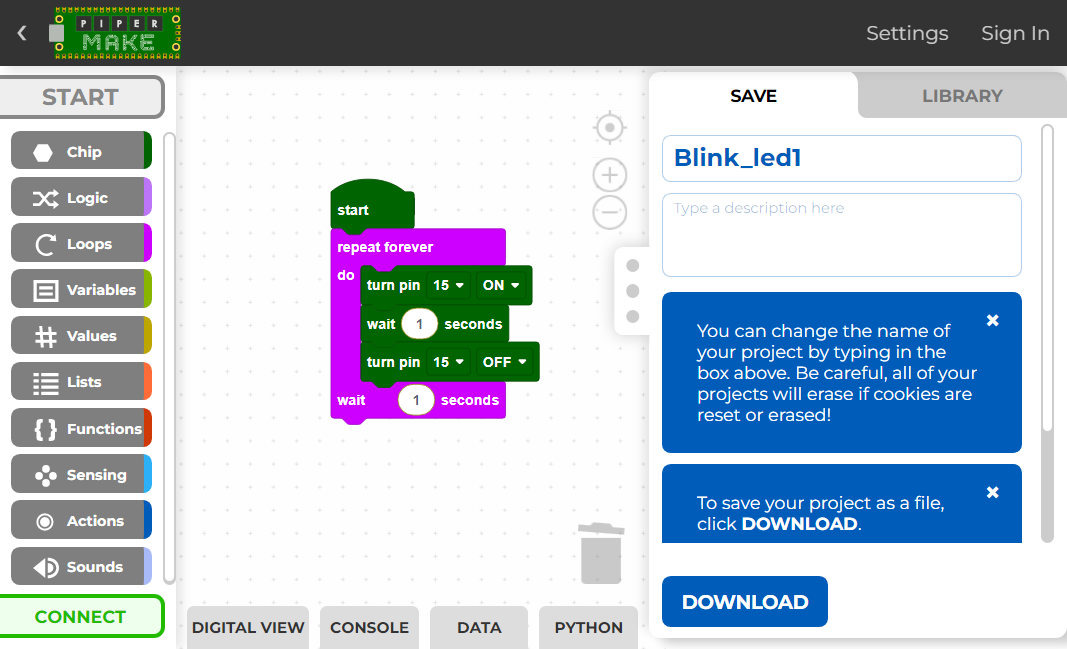 PIPER
MAKE
Settings
Sign In
START
Chip
Logic
Loops
Variables
Values
Lists
Functions
Sensing
Actions
Sounds
CONNECT
start
repeat forever
do
turn pin 15 ON
wait 1 seconds
turn pin 15 OFF
wait 1 seconds
DIGITAL VIEW
CONSOLE
DATA
PYTHON
SAVE
LIBRARY
Blink_led1
Type a description here
You can change the name of
your project by typing in the
box above. Be careful, all of your
projects will erase if cookies are
reset or erased!
To save your project as a file,
click DOWNLOAD.
DOWNLOAD